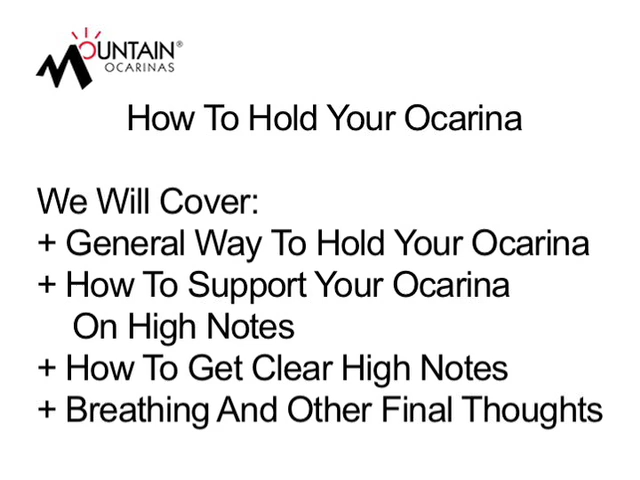 MOUNTAIN®
OCARINAS
How To Hold Your Ocarina
We Will Cover:
+ General Way To Hold Your Ocarina
+ How To Support Your Ocarina
On High Notes
+ How To Get Clear High Notes
+ Breathing And Other Final Thoughts